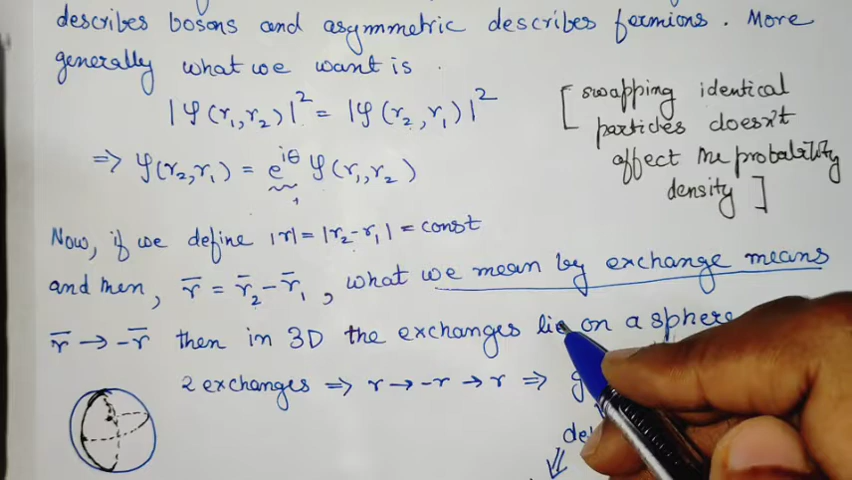 describes bosons and asymmetric describes fermions. More
generally what we want is
|φ(r₁,r₂)|² = |φ(r₂,r₁)|²
⇒ φ(r₂,r₁) = e^{iθ} φ(r₁,r₂)
[swapping identical
particles doesn't
affect the probability
density]
Now, if we define |r| = |r₂-r₁| = const
and then, r̄ = r̄₂ - r̄₁, what we mean by exchange means
r̄ → -r̄ then in 3D the exchanges lie on a sphere
2 exchanges ⇒ r → -r → r ⇒